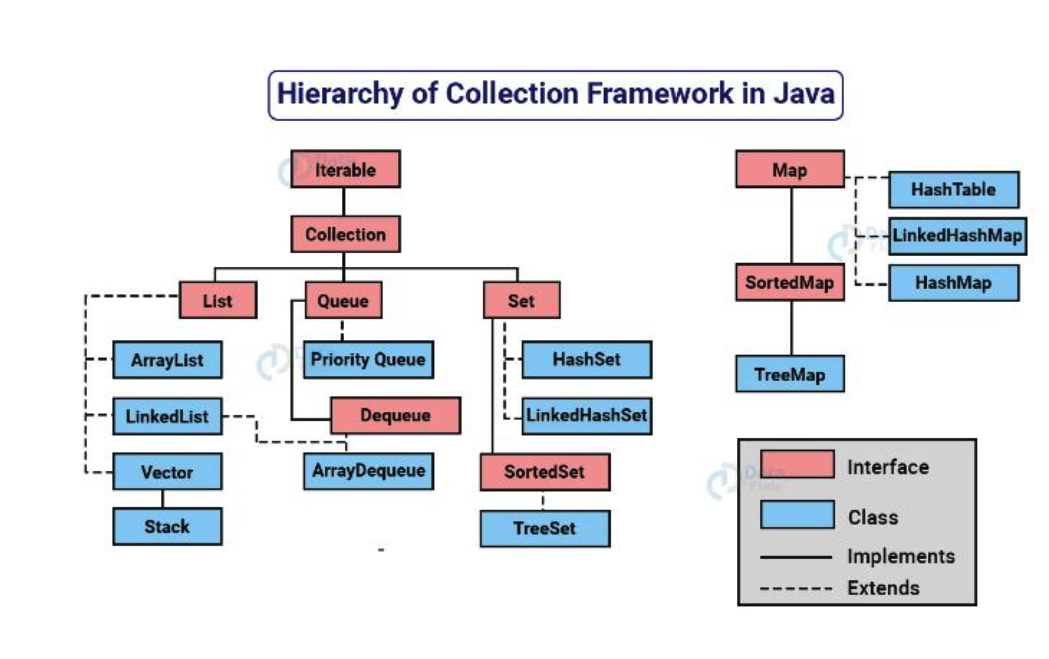 Hierarchy of Collection Framework in Java
Iterable
Map
HashTable
Collection
LinkedHashMap
List
Queue
Set
SortedMap
HashMap
ArrayList
Priority Queue
HashSet
TreeMap
LinkedList
Dequeue
LinkedHashSet
Vector
ArrayDequeue
SortedSet
Stack
TreeSet
Interface
Class
Implements
Extends